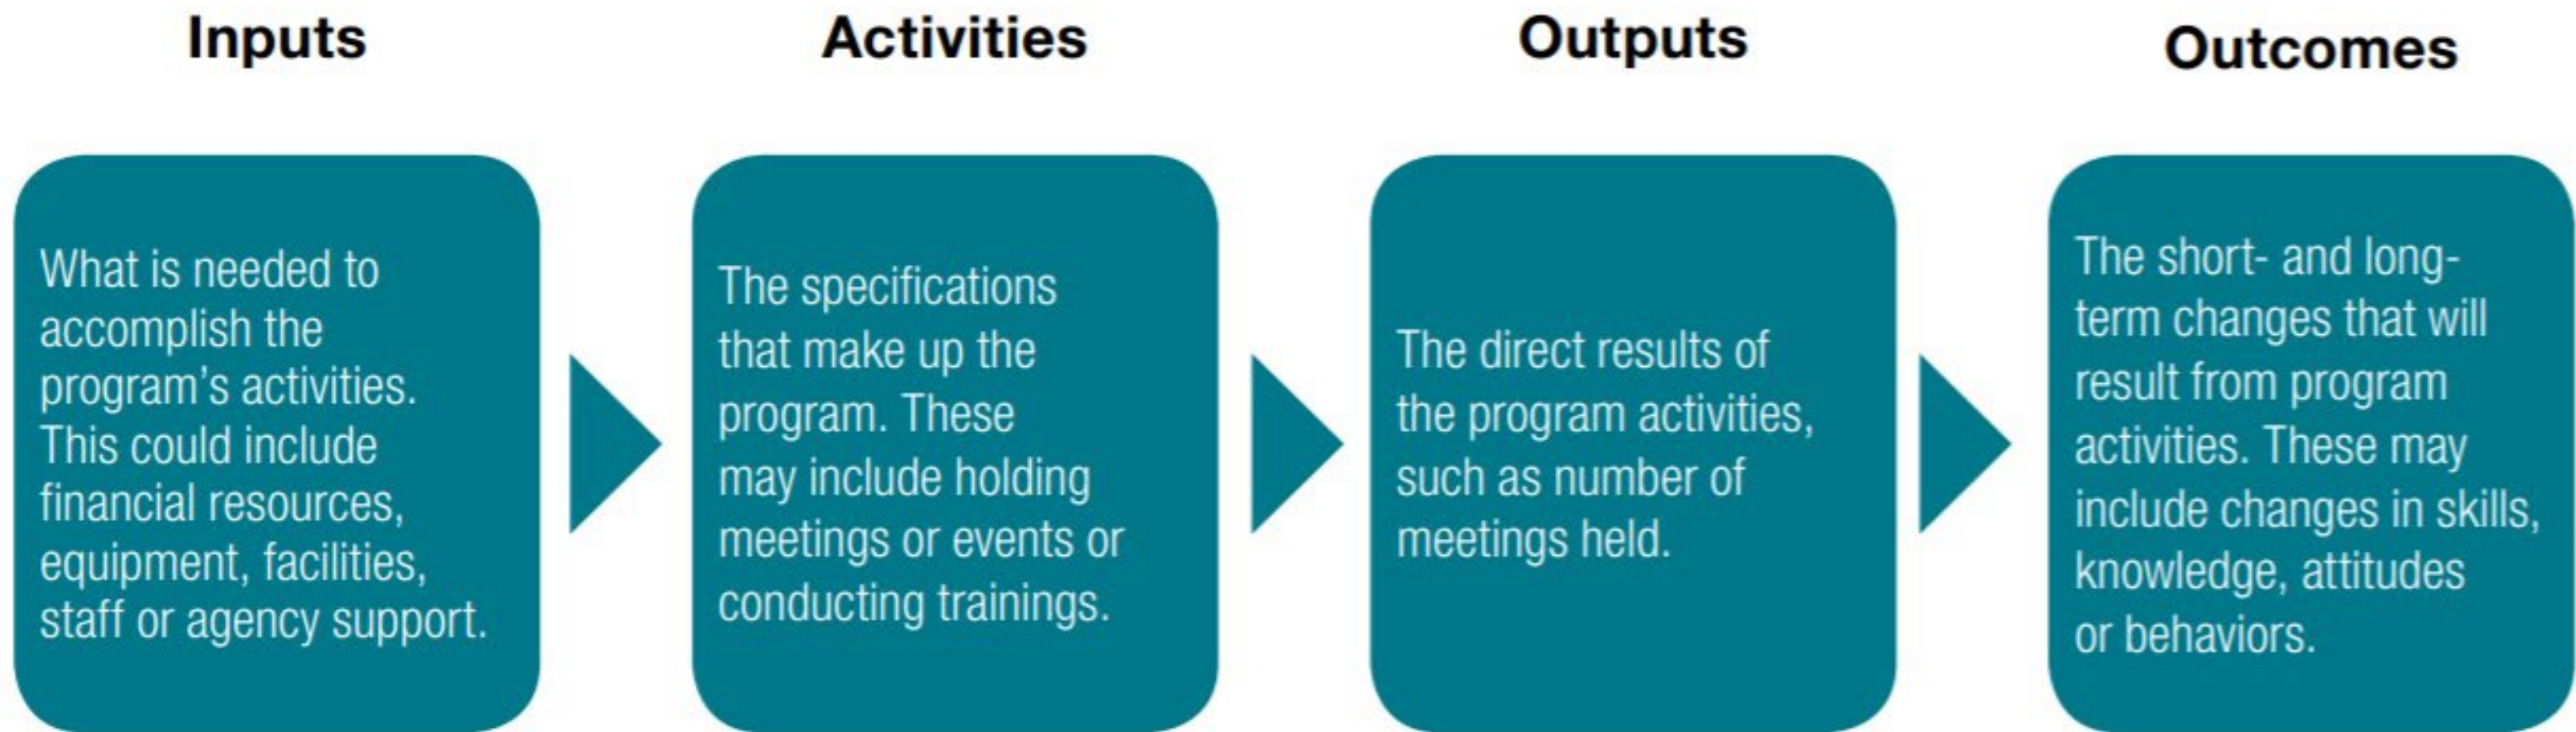 Inputs
What is needed to
accomplish the
program's activities.
This could include
financial resources,
equipment, facilities,
staff or agency support.
Activities
The specifications
that make up the
program. These
may include holding
meetings or events or
conducting trainings.
Outputs
The direct results of
the program activities,
such as number of
meetings held.
Outcomes
The short- and long-
term changes that will
result from program
activities. These may
include changes in skills,
knowledge, attitudes
or behaviors.